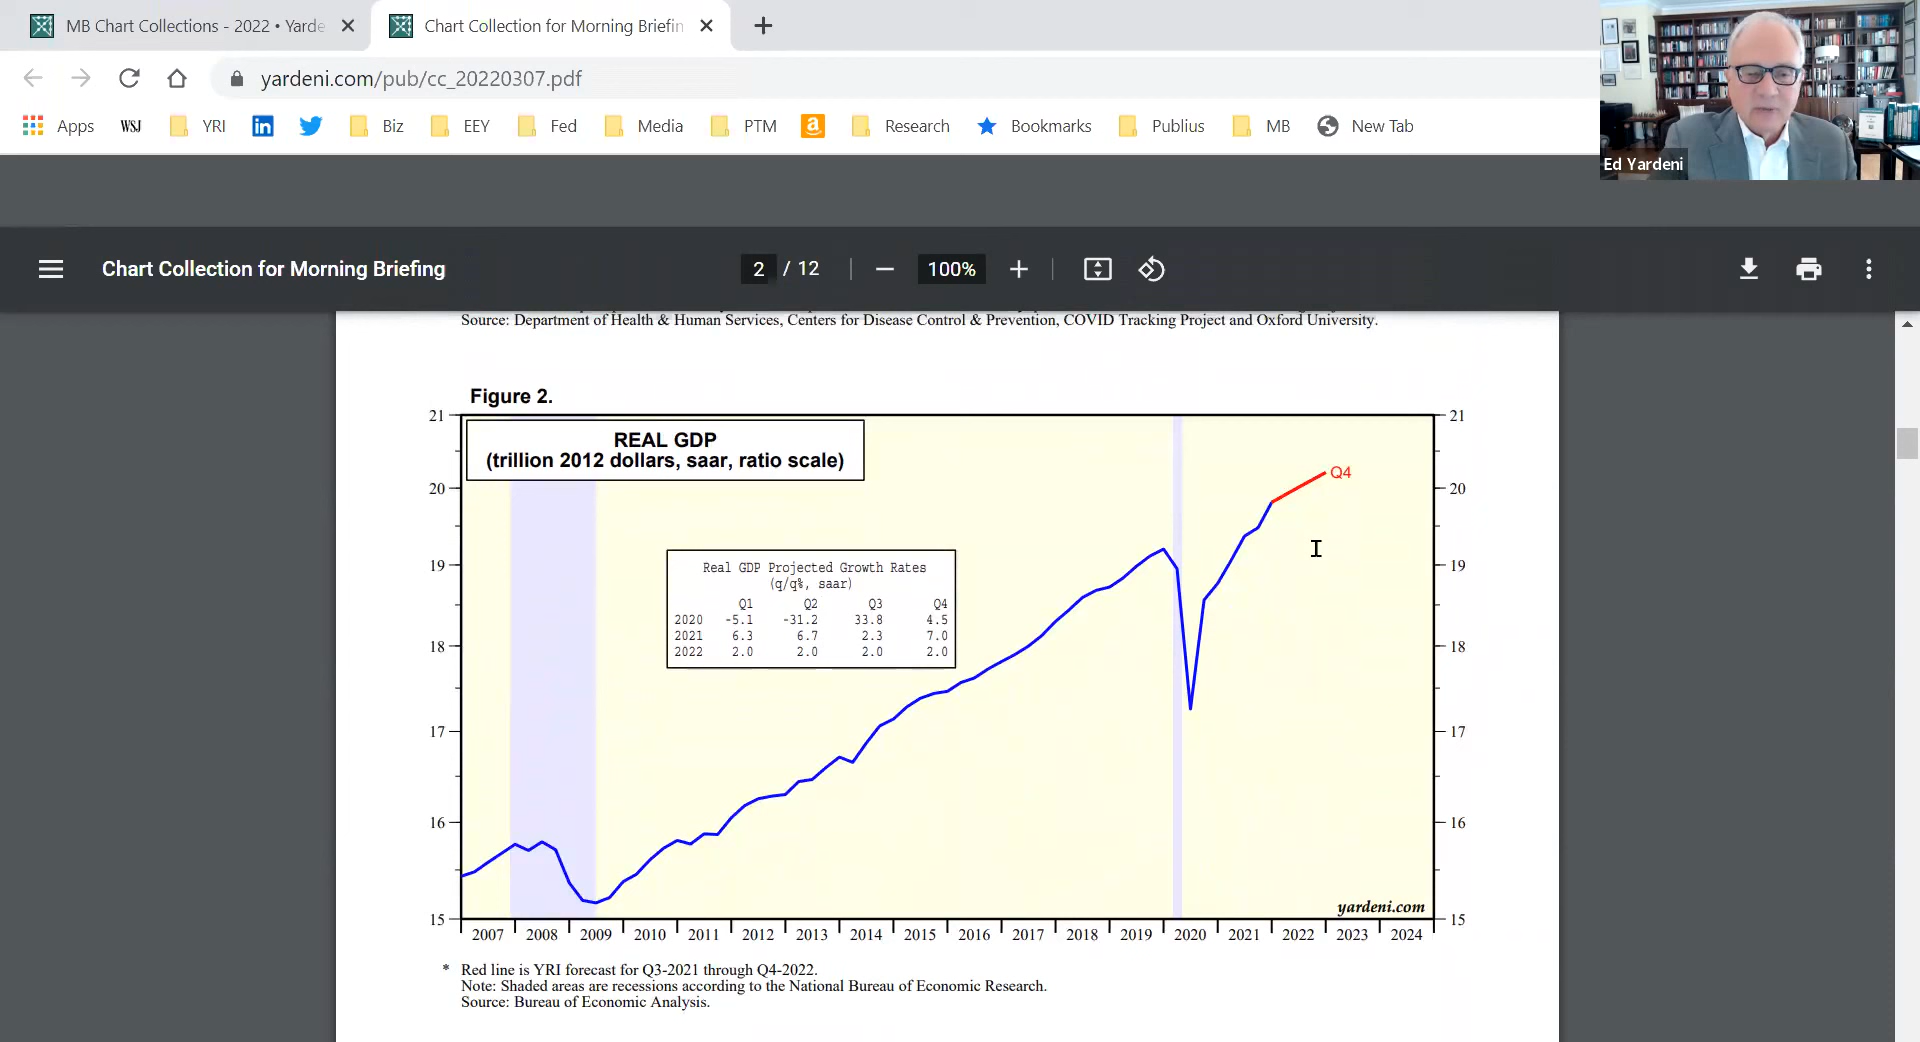 MB Chart Collections - 2022 • Yarde
Chart Collection for Morning Briefin
yardeni.com/pub/cc_20220307.pdf
Apps
WSJ
YRI
in
Biz
EEY
Fed
Media
PTM
a
Research
Bookmarks
Publius
MB
New Tab
Ed Yardeni
Chart Collection for Morning Briefing
2 / 12
100%
Source: Department of Health & Human Services, Centers for Disease Control & Prevention, COVID Tracking Project and Oxford University.
Figure 2.
REAL GDP
(trillion 2012 dollars, saar, ratio scale)
21 21
20 20
19 19
18 18
17 17
16 16
15 15
Q4
Real GDP Projected Growth Rates
(q/q%, saar)
Q1 Q2 Q3 Q4
2020 -5.1 -31.2 33.8 4.5
2021 6.3 6.7 2.3 7.0
2022 2.0 2.0 2.0 2.0
yardeni.com
2007 2008 2009 2010 2011 2012 2013 2014 2015 2016 2017 2018 2019 2020 2021 2022 2023 2024
* Red line is YRI forecast for Q3-2021 through Q4-2022.
Note: Shaded areas are recessions according to the National Bureau of Economic Research.
Source: Bureau of Economic Analysis.